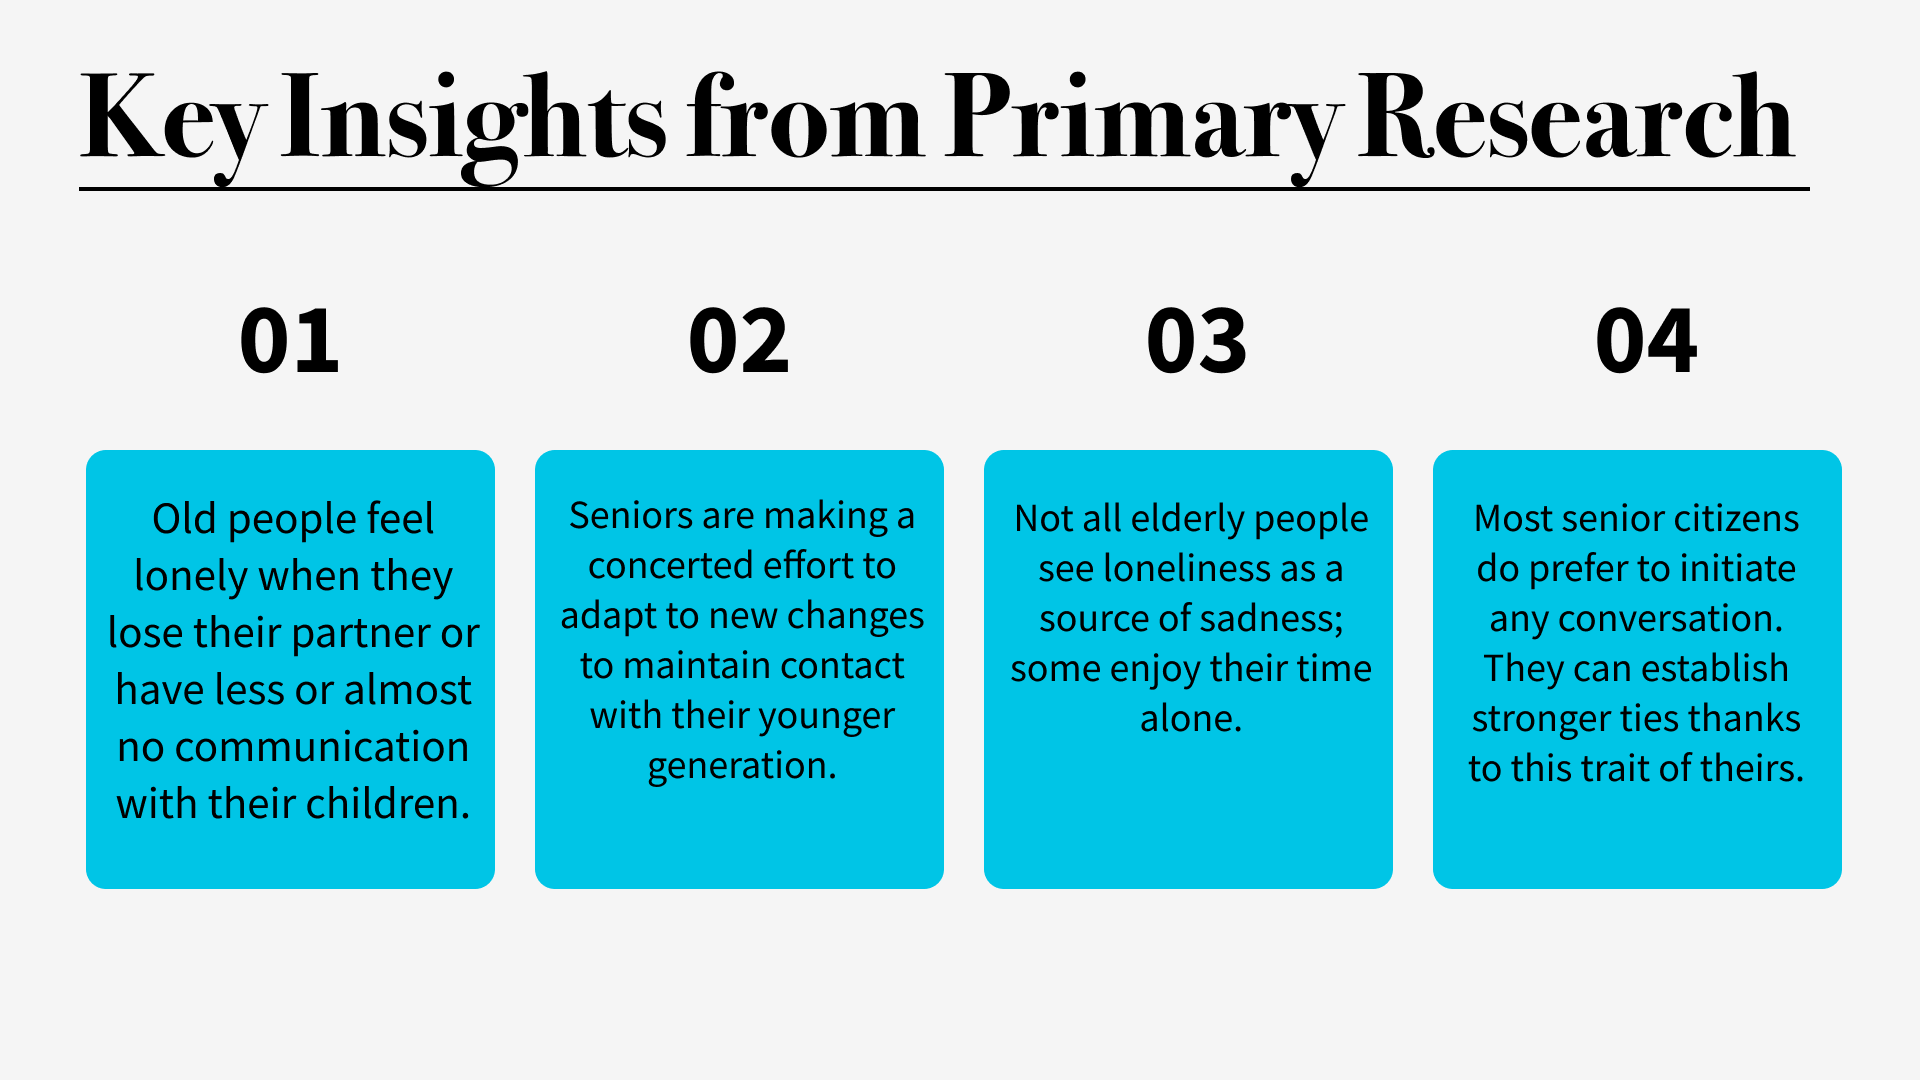 Key Insights from Primary Research
01
Old people feel
lonely when they
lose their partner or
have less or almost
no communication
with their children.
02
Seniors are making a
concerted effort to
adapt to new changes
to maintain contact
with their younger
generation.
03
Not all elderly people
see loneliness as a
source of sadness;
some enjoy their time
alone.
04
Most senior citizens
do prefer to initiate
any conversation.
They can establish
stronger ties thanks
to this trait of theirs.